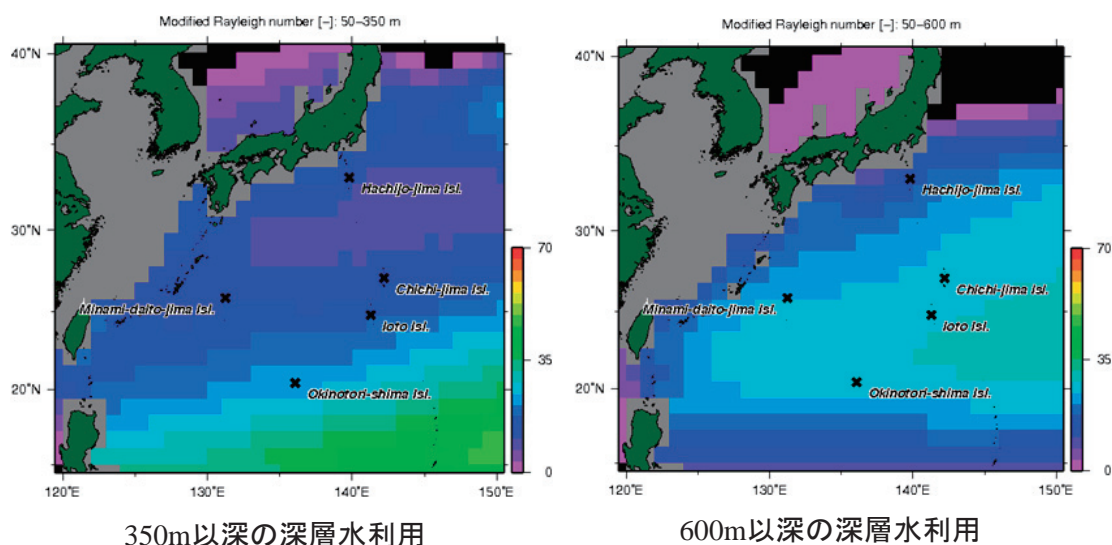 Modified Rayleigh number [–]: 50–350 m
40°N
30°N
20°N
120°E
130°E
140°E
150°E
Hachijo-jima Isl.
Chichi-jima Isl.
Minami-daito-jima Isl.
Ioto Isl.
Okinotori-shima Isl.
70
35
0
350m以深の深層水利用
Modified Rayleigh number [–]: 50–600 m
40°N
30°N
20°N
120°E
130°E
140°E
150°E
Hachijo-jima Isl.
Chichi-jima Isl.
Minami-daito-jima Isl.
Ioto Isl.
Okinotori-shima Isl.
70
35
0
600m以深の深層水利用